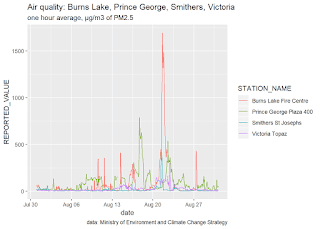 Air quality: Burns Lake, Prince George, Smithers, Victoria
one hour average, µg/m3 of PM2.5
1500
1000
500
0
REPORTED_VALUE
Jul 30
Aug 06
Aug 13
Aug 20
Aug 27
date
STATION_NAME
Burns Lake Fire Centre
Prince George Plaza 400
Smithers St Josephs
Victoria Topaz
data: Ministry of Environment and Climate Change Strategy